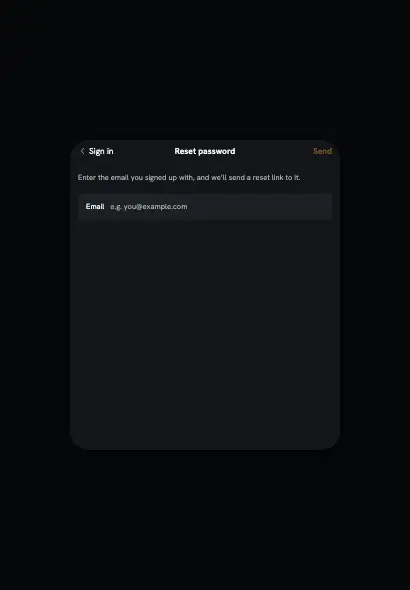 Sign in
Reset password
Send
Enter the email you signed up with, and we'll send a reset link to it.
Email e.g. you@example.com